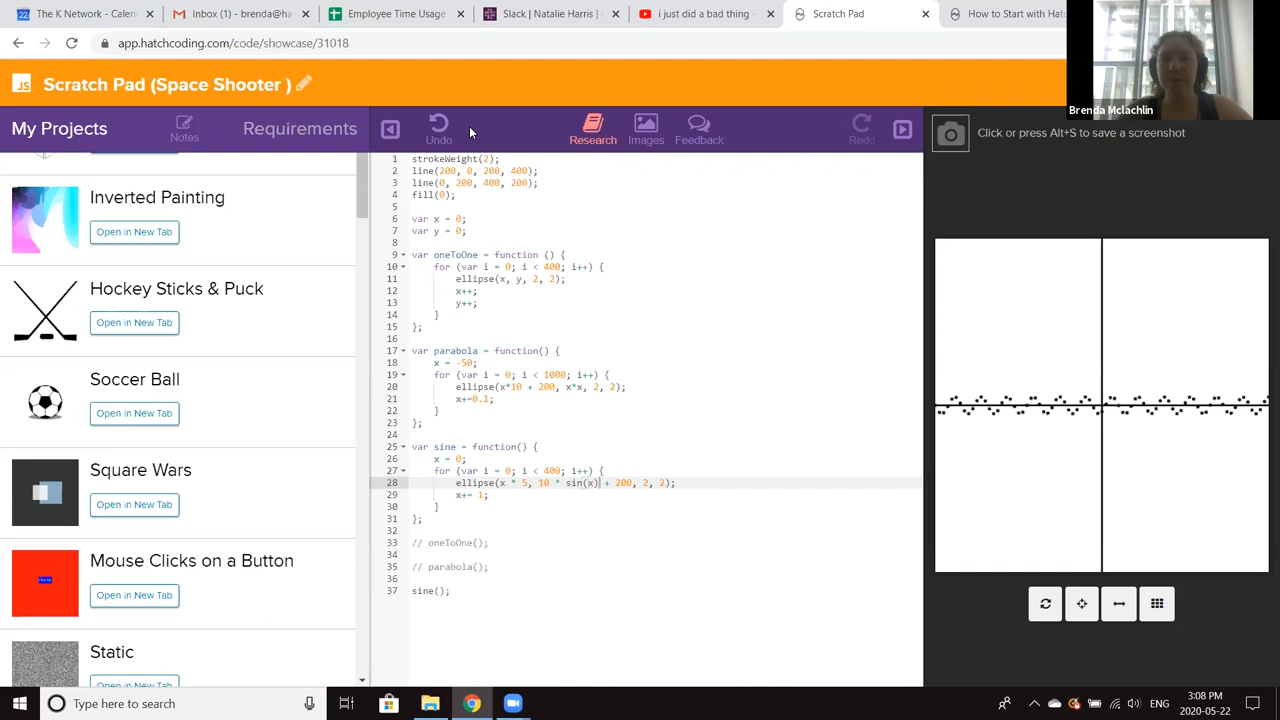 The K Network - Calen
Inbox (1) - brenda@ha
Employee Time Usage
Slack | Natalie Harris |
i just did a bad thing -
Scratch Pad
How to Start with Hatc
app.hatchcoding.com/code/showcase/31018
JS Scratch Pad (Space Shooter )
Brenda Mclachlin
My Projects
Notes
Requirements
Undo
Research
Images
Feedback
Redo
Click or press Alt+S to save a screenshot
Inverted Painting
Open in New Tab
Hockey Sticks & Puck
Open in New Tab
Soccer Ball
Open in New Tab
Square Wars
Open in New Tab
Mouse Clicks on a Button
Open in New Tab
Static
Open in New Tab
1 strokeWeight(2);
2 line(200, 0, 200, 400);
3 line(0, 200, 400, 200);
4 fill(0);
5
6 var x = 0;
7 var y = 0;
8
9 var oneToOne = function () {
10 for (var i = 0; i < 400; i++) {
11 ellipse(x, y, 2, 2);
12 x++;
13 y++;
14 }
15 };
16
17 var parabola = function() {
18 x = -50;
19 for (var i = 0; i < 1000; i++) {
20 ellipse(x*10 + 200, x*x, 2, 2);
21 x+=0.1;
22 }
23 };
24
25 var sine = function() {
26 x = 0;
27 for (var i = 0; i < 400; i++) {
28 ellipse(x * 5, 10 * sin(x) + 200, 2, 2);
29 x+= 1;
30 }
31 };
32
33 // oneToOne();
34
35 // parabola();
36
37 sine();
Type here to search
ENG
3:08 PM
2020-05-22